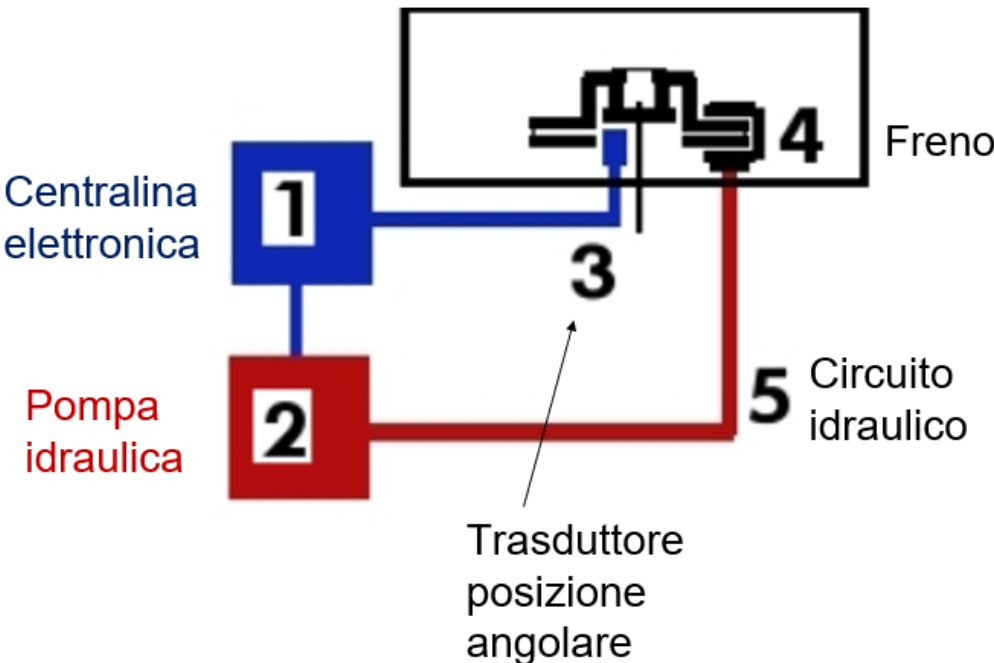 1
Centralina
elettronica
4
Freno
3
2
Pompa
idraulica
5
Circuito
idraulico
Trasduttore
posizione
angolare